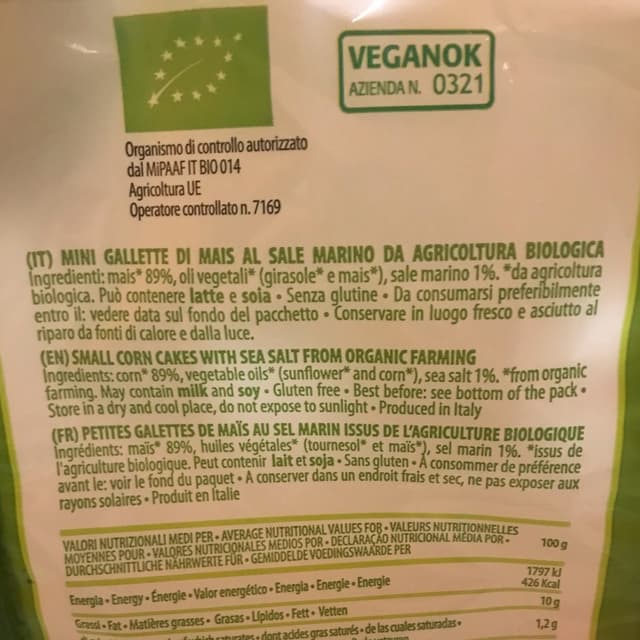 VEGANOK
AZIENDA N. 0321
Organismo di controllo autorizzato
dal MiPAAF IT BIO 014
Agricoltura UE
Operatore controllato n. 7169
(IT) MINI GALLETTE DI MAIS AL SALE MARINO DA AGRICOLTURA BIOLOGICA
Ingredienti: mais* 89%, oli vegetali* (girasole* e mais*), sale marino 1%. *da agricoltura
biologica. Può contenere latte e soia • Senza glutine • Da consumarsi preferibilmente
entro il: vedere data sul fondo del pacchetto • Conservare in luogo fresco e asciutto al
riparo da fonti di calore e dalla luce.
(EN) SMALL CORN CAKES WITH SEA SALT FROM ORGANIC FARMING
Ingredients: corn* 89%, vegetable oils* (sunflower* and corn*), sea salt 1%. *from organic
farming. May contain milk and soy • Gluten free • Best before: see bottom of the pack •
Store in a dry and cool place, do not expose to sunlight • Produced in Italy
(FR) PETITES GALETTES DE MAÏS AU SEL MARIN ISSUS DE L'AGRICULTURE BIOLOGIQUE
Ingrédients: maïs* 89%, huiles végétales* (tournesol* et maïs*), sel marin 1%. *issus de
l'agriculture biologique. Peut contenir lait et soja • Sans gluten • À consommer de préférence
avant le: voir le fond du paquet • A conserver dans un endroit frais et sec, ne pas exposer aux
rayons solaires • Produit en Italie
VALORI NUTRIZIONALI MEDI PER • AVERAGE NUTRITIONAL VALUES FOR • VALEURS NUTRITIONNELLES
MOYENNES POUR • VALORES NUTRICIONALES MEDIOS POR • DECLARAÇÃO NUTRICIONAL MÉDIA POR •
DURCHSCHNITTLICHE NÄHRWERTE FÜR • GEMIDDELDE VOEDINGSWAARDE PER
100 g
Energia • Energy • Énergie • Valor energético • Energia • Energie • Energie
1797 kJ
426 Kcal
Grassi • Fat • Matières grasses • Grasas • Lípidos • Fett • Vetten
10 g
which saturates • dont acides gras saturés • de las cuales saturadas •
1,2 g